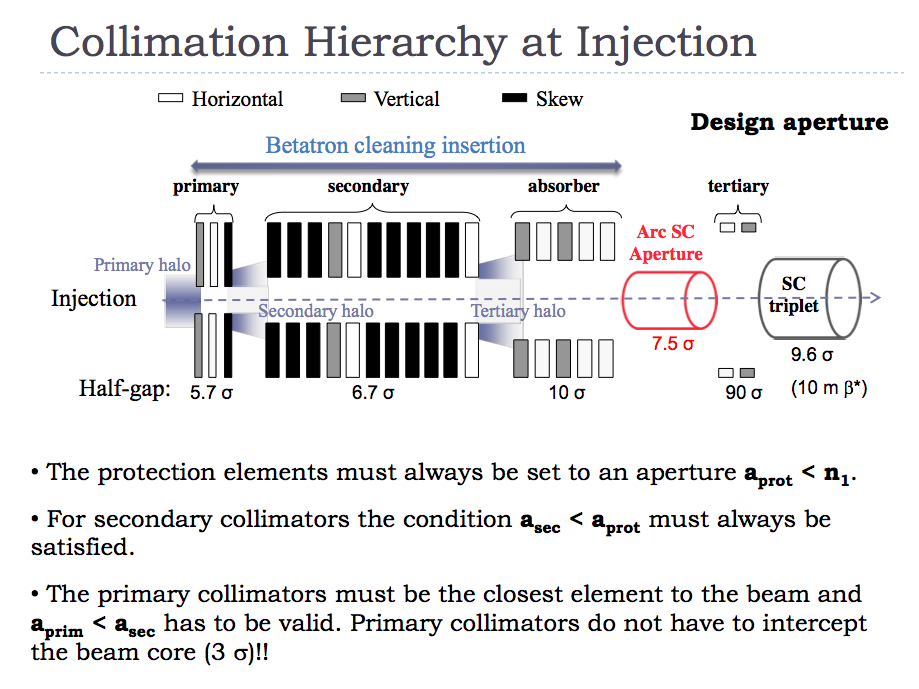 Collimation Hierarchy at Injection
Horizontal Vertical Skew
Design aperture
Betatron cleaning insertion
primary secondary absorber tertiary
Arc SC
Aperture
Primary halo
SC
triplet
Injection
Secondary halo Tertiary halo
7.5 σ
9.6 σ
Half-gap: 5.7 σ 6.7 σ 10 σ 90 σ (10 m β*)
• The protection elements must always be set to an aperture aprot < n1.
• For secondary collimators the condition asec < aprot must always be
satisfied.
• The primary collimators must be the closest element to the beam and
aprim < asec has to be valid. Primary collimators do not have to intercept
the beam core (3 σ)!!